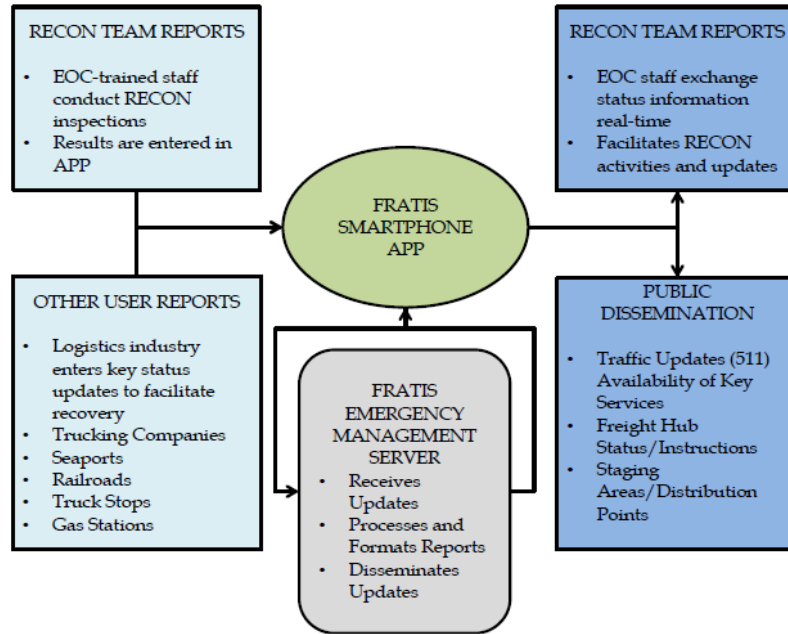 RECON TEAM REPORTS
• EOC-trained staff
conduct RECON
inspections
• Results are entered in
APP
OTHER USER REPORTS
• Logistics industry
enters key status
updates to facilitate
recovery
• Trucking Companies
• Seaports
• Railroads
• Truck Stops
• Gas Stations
FRATIS
SMARTPHONE
APP
FRATIS
EMERGENCY
MANAGEMENT
SERVER
• Receives
Updates
• Processes and
Formats Reports
• Disseminates
Updates
RECON TEAM REPORTS
• EOC staff exchange
status information
real-time
• Facilitates RECON
activities and updates
PUBLIC
DISSEMINATION
• Traffic Updates (511)
Availability of Key
Services
• Freight Hub
Status/Instructions
• Staging
Areas/Distribution
Points